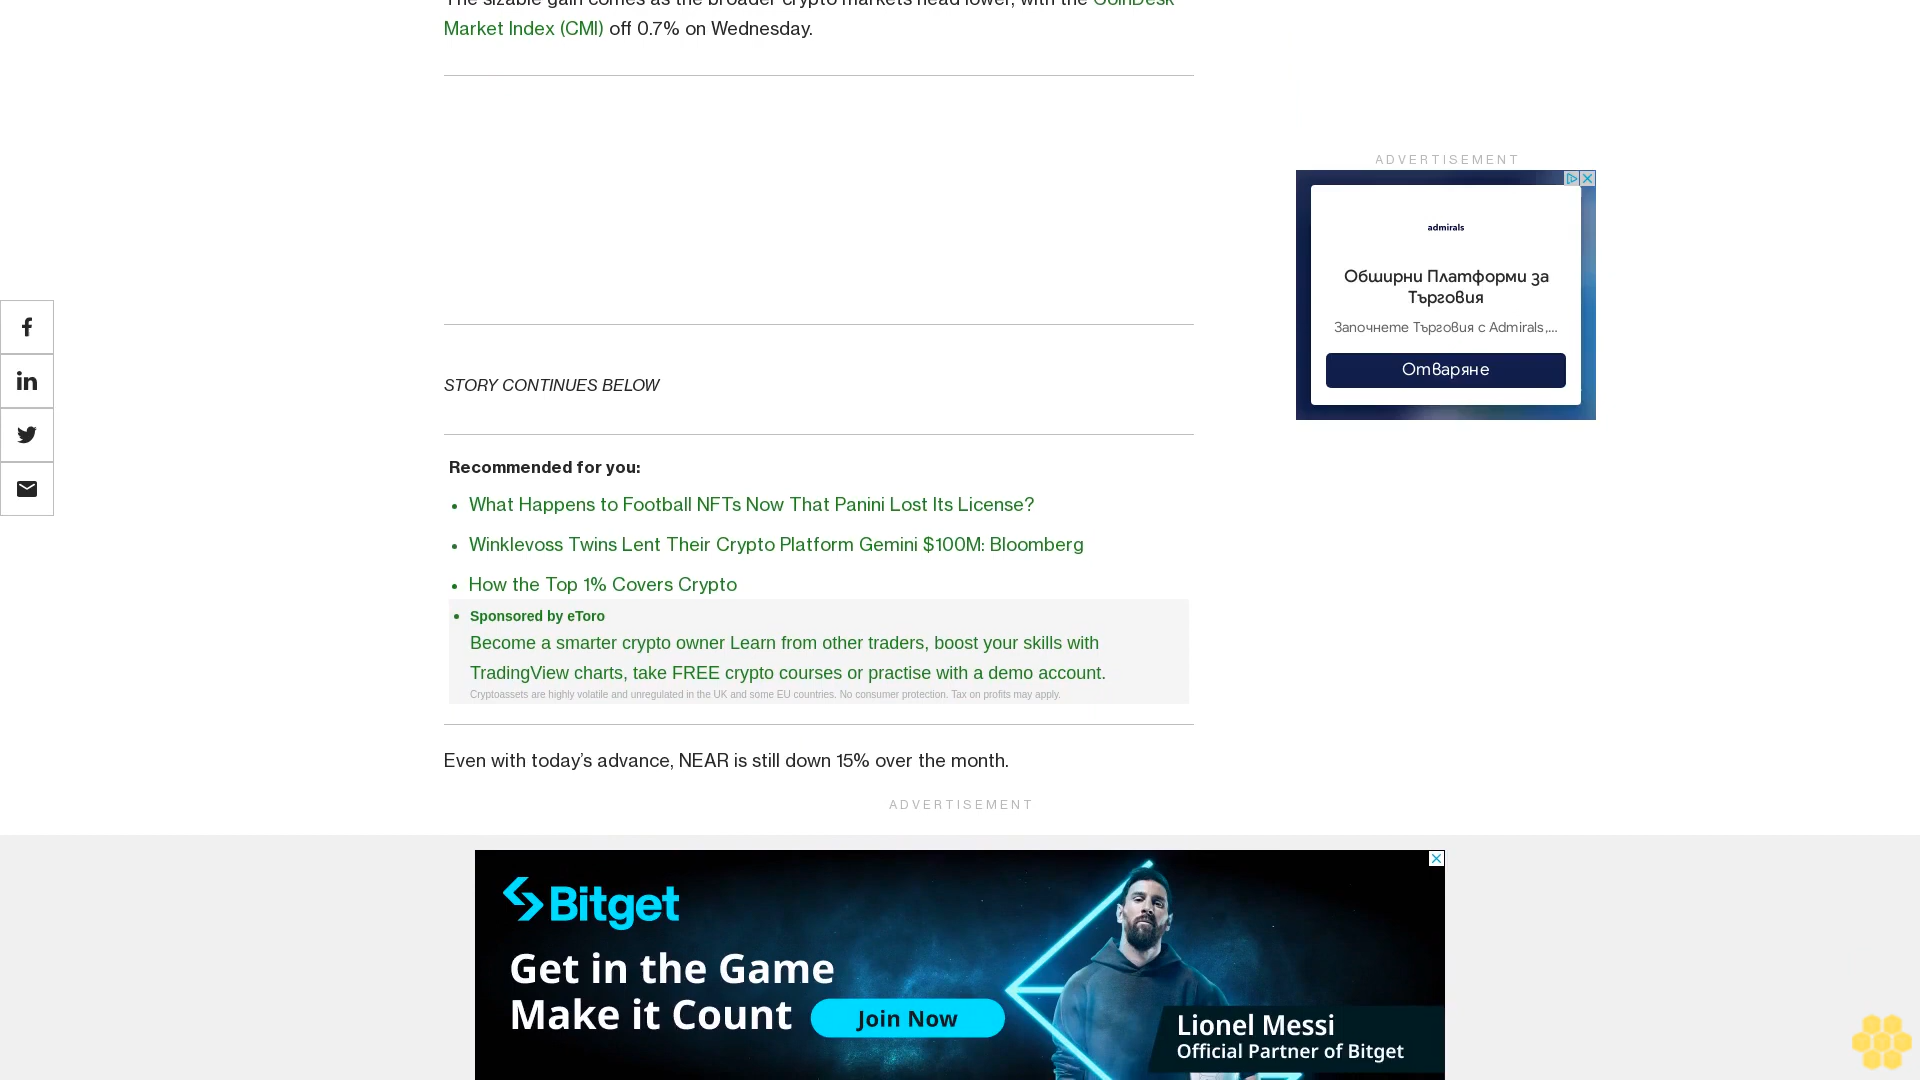 The sizable gain comes as the broader crypto markets head lower, with the CoinDesk
Market Index (CMI) off 0.7% on Wednesday.
ADVERTISEMENT
admirals
Обширни Платформи за
Търговия
Започнете Търговия с Admirals,...
Отваряне
STORY CONTINUES BELOW
Recommended for you:
What Happens to Football NFTs Now That Panini Lost Its License?
Winklevoss Twins Lent Their Crypto Platform Gemini $100M: Bloomberg
How the Top 1% Covers Crypto
Sponsored by eToro
Become a smarter crypto owner Learn from other traders, boost your skills with
TradingView charts, take FREE crypto courses or practise with a demo account.
Cryptoassets are highly volatile and unregulated in the UK and some EU countries. No consumer protection. Tax on profits may apply.
Even with today’s advance, NEAR is still down 15% over the month.
ADVERTISEMENT
Bitget
Get in the Game
Make it Count
Join Now
Lionel Messi
Official Partner of Bitget